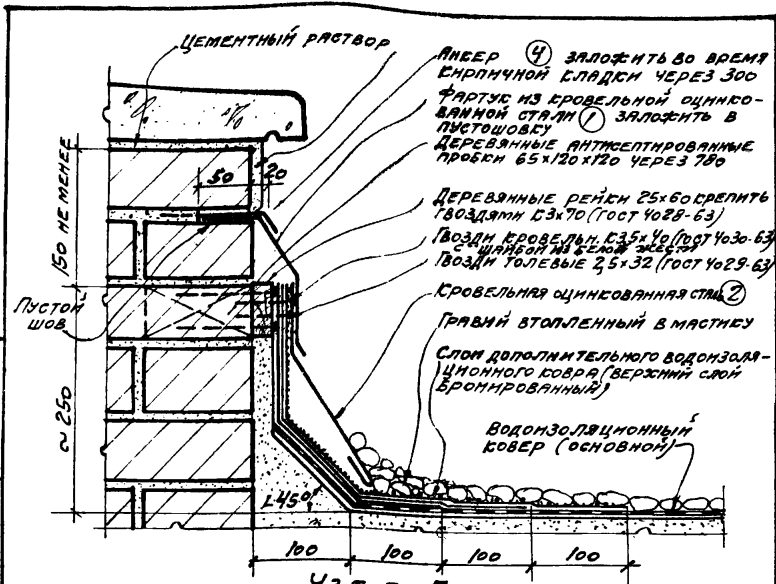 ЦЕМЕНТНЫЙ РАСТВОР
АНКЕР 4 ЗАЛОЖИТЬ ВО ВРЕМЯ
КИРПИЧНОЙ КЛАДКИ ЧЕРЕЗ 300
ФАРТУК ИЗ КРОВЕЛЬНОЙ ОЦИНКО-
ВАННОЙ СТАЛИ 1 ЗАЛОЖИТЬ В
ПУСТОШОВКУ
ДЕРЕВЯННЫЕ АНТИСЕПТИРОВАННЫЕ
ПРОБКИ 65×120×120 ЧЕРЕЗ 780
ДЕРЕВЯННЫЕ РЕЙКИ 25×60 КРЕПИТЬ
ГВОЗДЯМИ К3×70 (ГОСТ 4028-63)
ГВОЗДИ КРОВЕЛЬН. К3,5×40 (ГОСТ 4030-63)
С ШАЙБОЙ ИЗ БЕЛОЙ ЖЕСТИ
ГВОЗДИ ТОЛЕВЫЕ 2,5×32 (ГОСТ 4029-63)
КРОВЕЛЬНАЯ ОЦИНКОВАННАЯ СТАЛЬ 2
ГРАВИЙ ВТОПЛЕННЫЙ В МАСТИКУ
СЛОИ ДОПОЛНИТЕЛЬНОГО ВОДОИЗОЛЯ-
ЦИОННОГО КОВРА (ВЕРХНИЙ СЛОЙ
БРОНИРОВАННЫЙ)
ВОДОИЗОЛЯЦИОННЫЙ
КОВЕР (ОСНОВНОЙ)
50
20
150 НЕ МЕНЕЕ
ПУСТОЙ
ШОВ
~250
∠45°
100
100
100
100